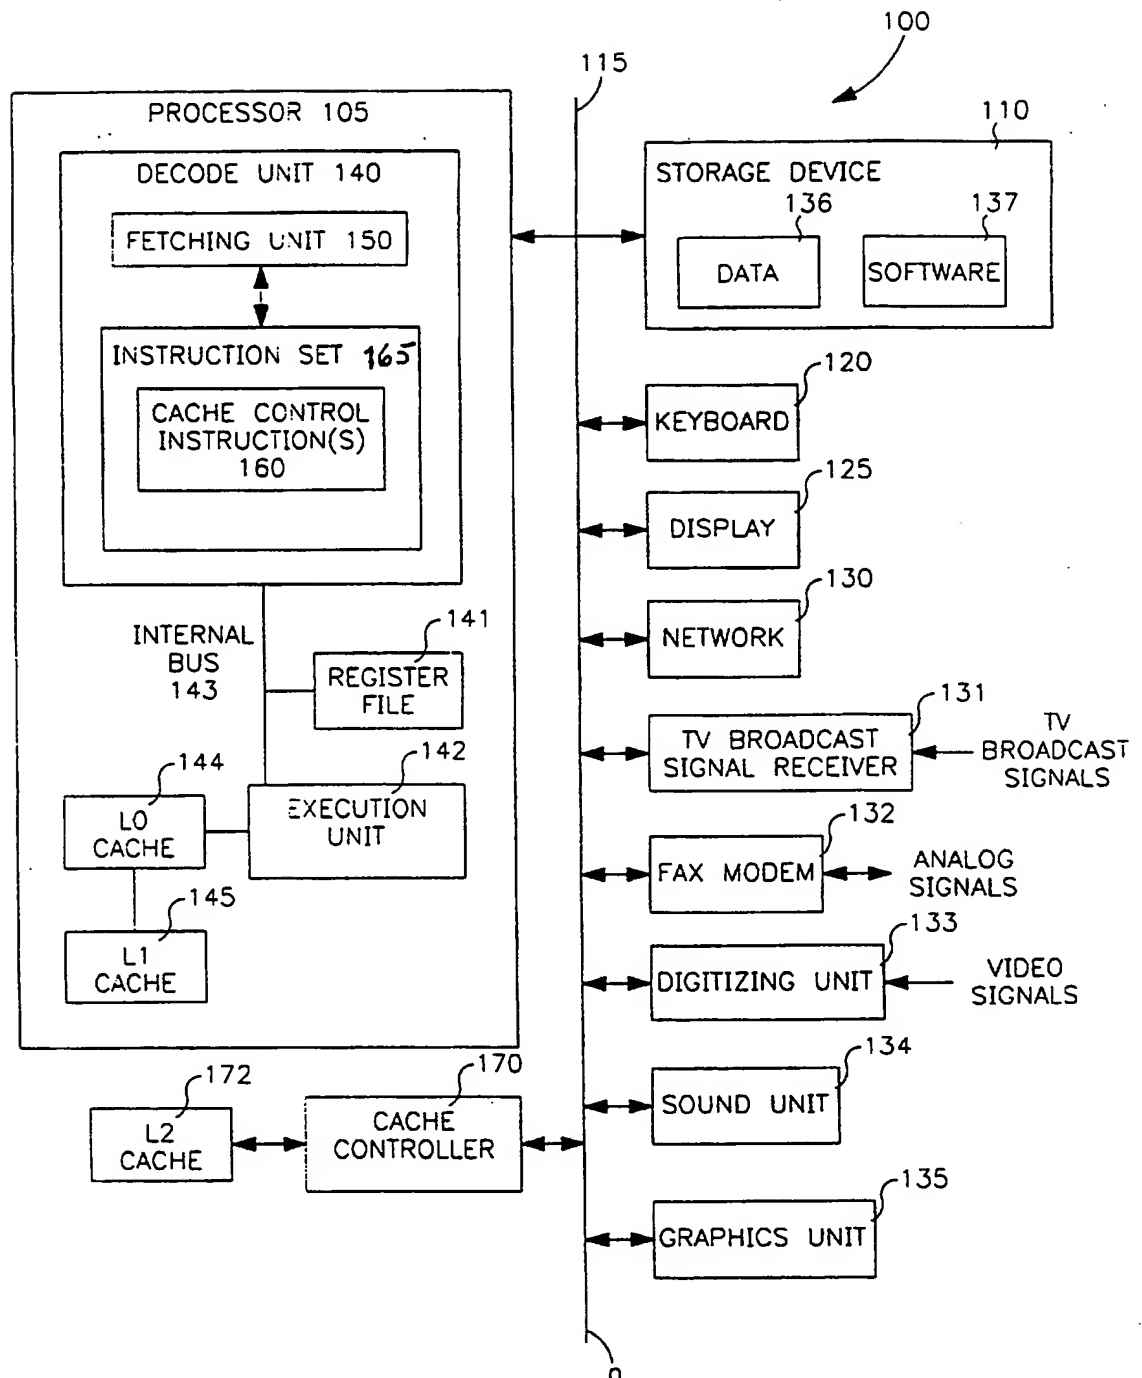 100
115
PROCESSOR 105
DECODE UNIT 140
FETCHING UNIT 150
INSTRUCTION SET 165
CACHE CONTROL
INSTRUCTION(S)
160
INTERNAL
BUS
143
141
REGISTER
FILE
142
EXECUTION
UNIT
144
L0
CACHE
145
L1
CACHE
172
L2
CACHE
170
CACHE
CONTROLLER
110
STORAGE DEVICE
136
DATA
137
SOFTWARE
120
KEYBOARD
125
DISPLAY
130
NETWORK
131
TV BROADCAST
SIGNAL RECEIVER
TV
BROADCAST
SIGNALS
132
FAX MODEM
ANALOG
SIGNALS
133
DIGITIZING UNIT
VIDEO
SIGNALS
134
SOUND UNIT
135
GRAPHICS UNIT